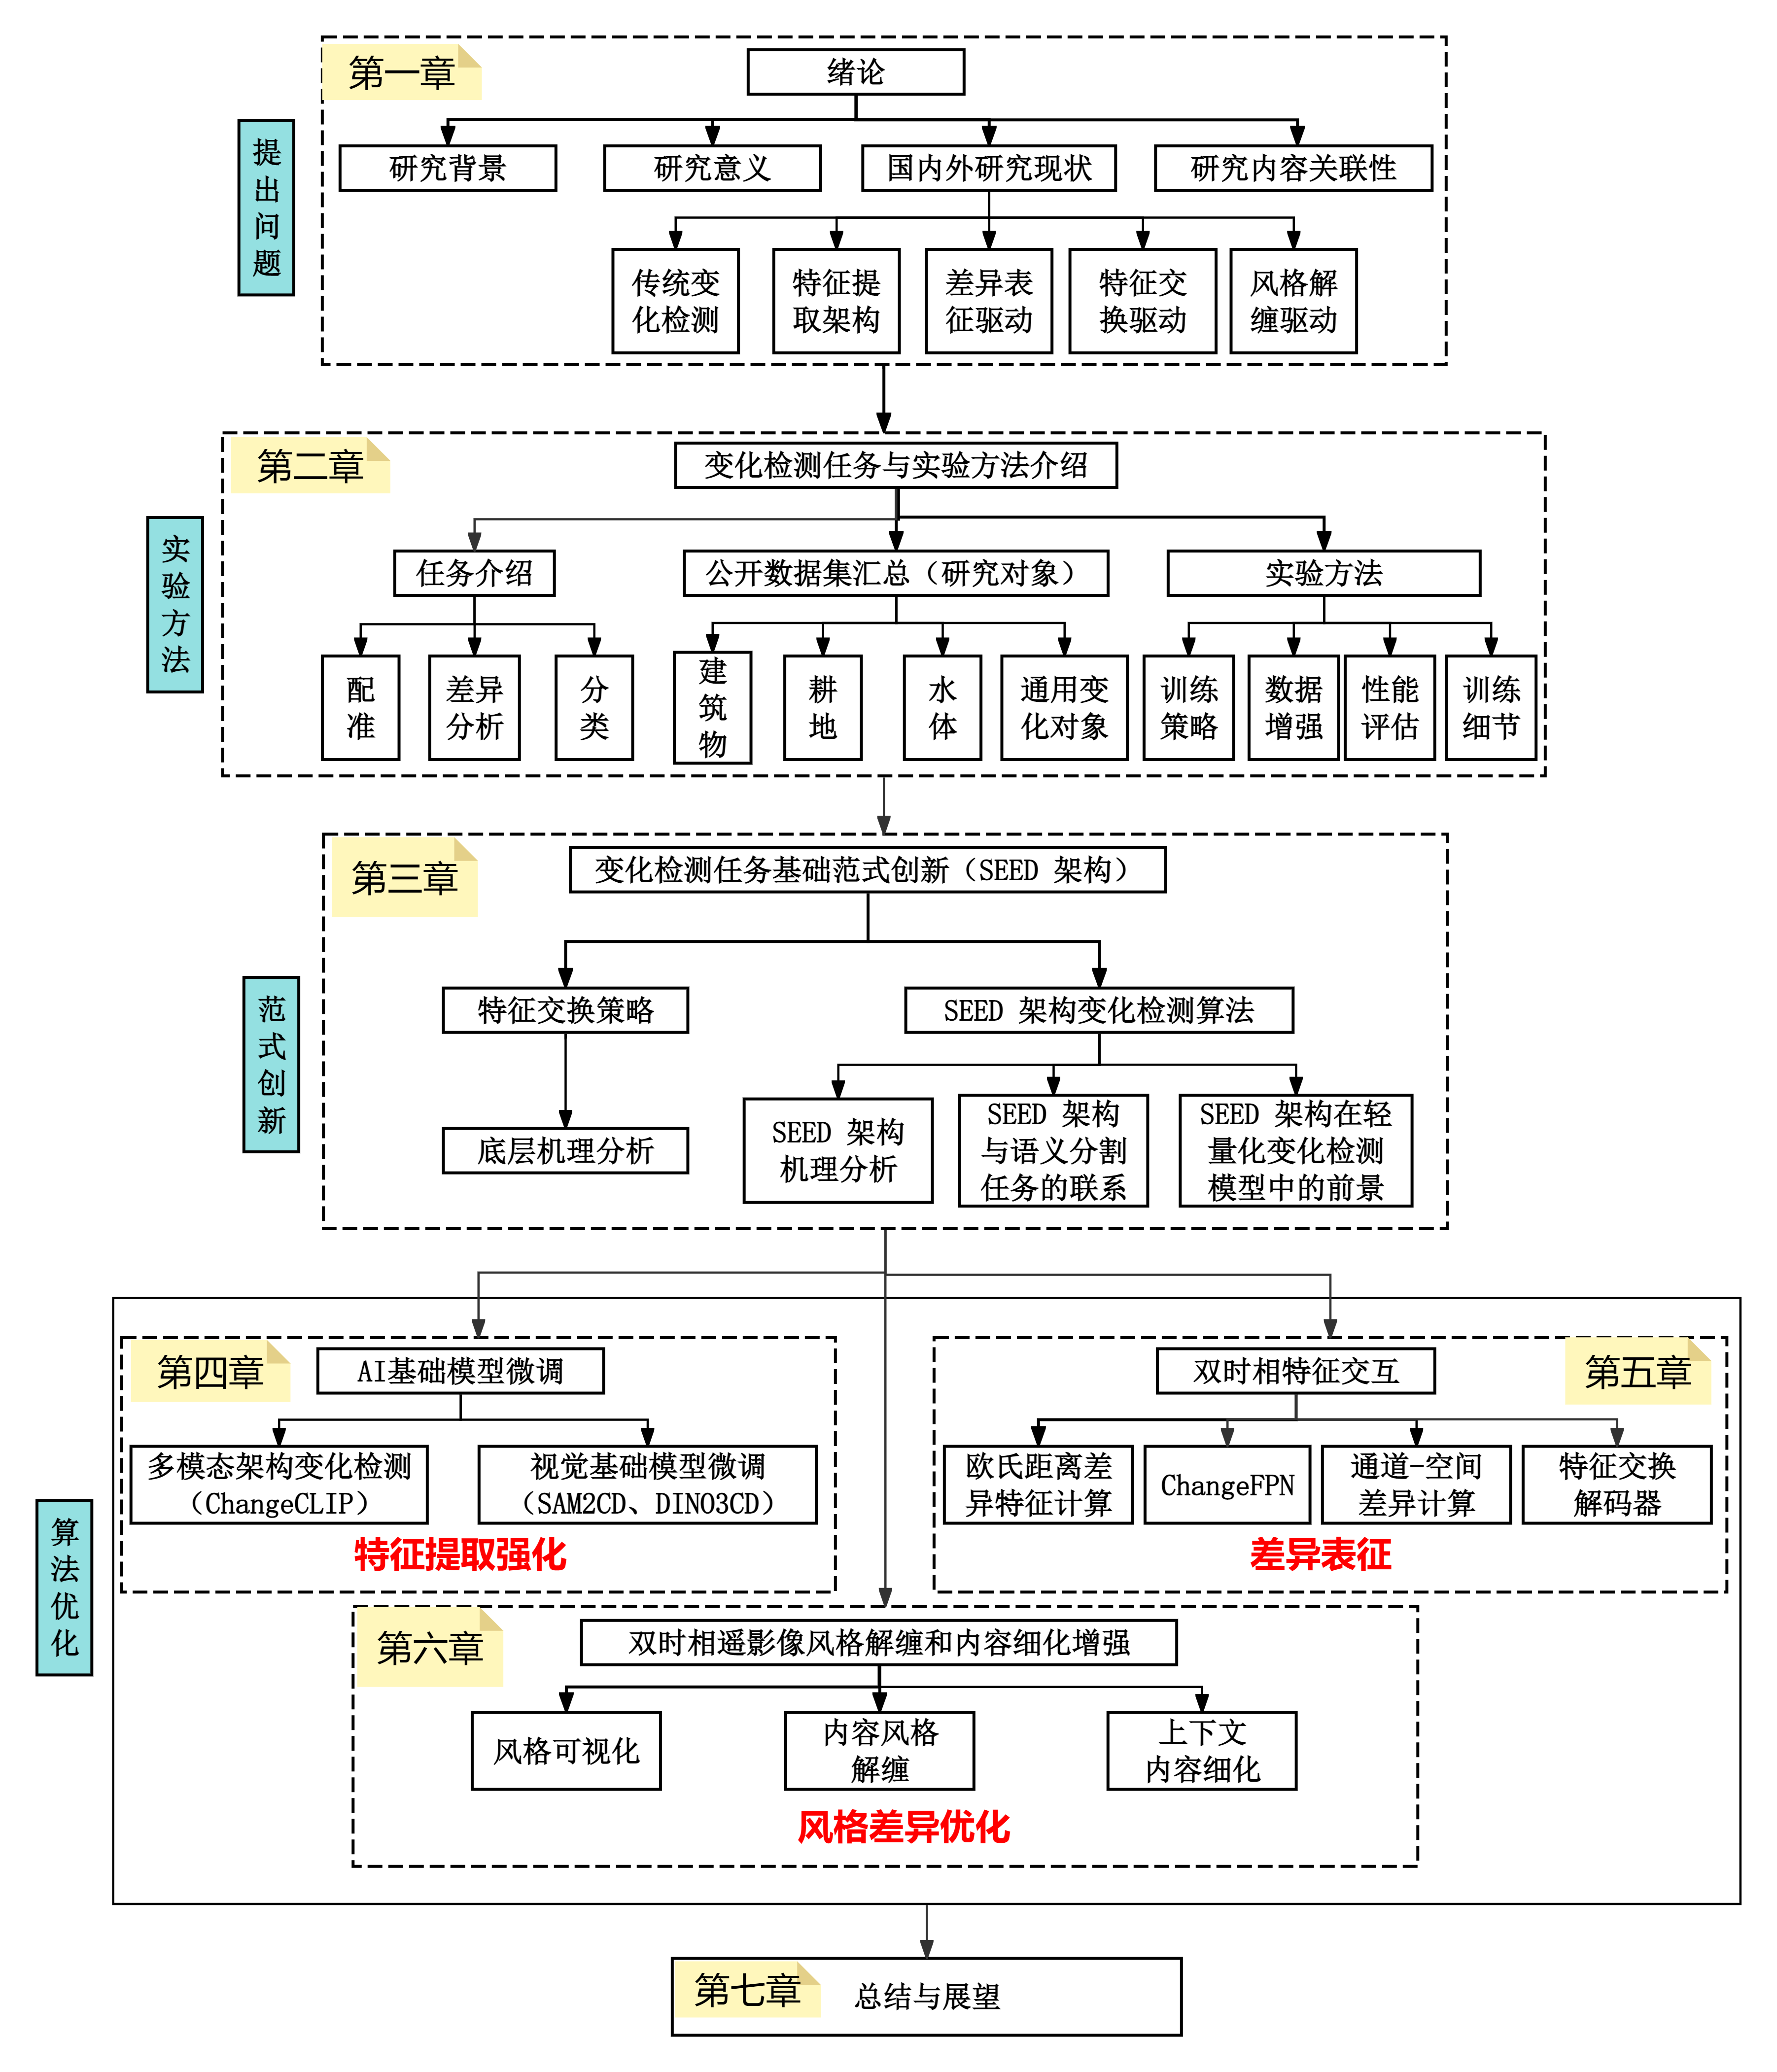 第一章
绪论
提出问题
研究背景
研究意义
国内外研究现状
研究内容关联性
传统变
化检测
特征提
取架构
差异表
征驱动
特征交
换驱动
风格解
缠驱动
第二章
变化检测任务与实验方法介绍
实验方法
任务介绍
公开数据集汇总（研究对象）
实验方法
配
准
差异
分析
分
类
建
筑
物
耕
地
水
体
通用变
化对象
训练
策略
数据
增强
性能
评估
训练
细节
第三章
变化检测任务基础范式创新（SEED 架构）
范式创新
特征交换策略
SEED 架构变化检测算法
底层机理分析
SEED 架构
机理分析
SEED 架构
与语义分割
任务的联系
SEED 架构在轻
量化变化检测
模型中的前景
算法优化
第四章
AI基础模型微调
多模态架构变化检测
（ChangeCLIP）
视觉基础模型微调
（SAM2CD、DINO3CD）
特征提取强化
双时相特征交互
第五章
欧氏距离差
异特征计算
ChangeFPN
通道-空间
差异计算
特征交换
解码器
差异表征
第六章
双时相遥影像风格解缠和内容细化增强
风格可视化
内容风格
解缠
上下文
内容细化
风格差异优化
第七章
总结与展望